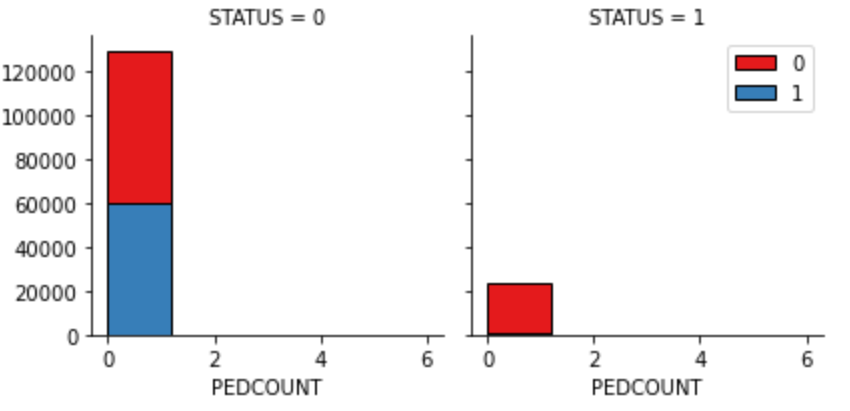 STATUS = 0
STATUS = 1
120000
100000
80000
60000
40000
20000
0
0 2 4 6
PEDCOUNT
0 2 4 6
PEDCOUNT
0
1